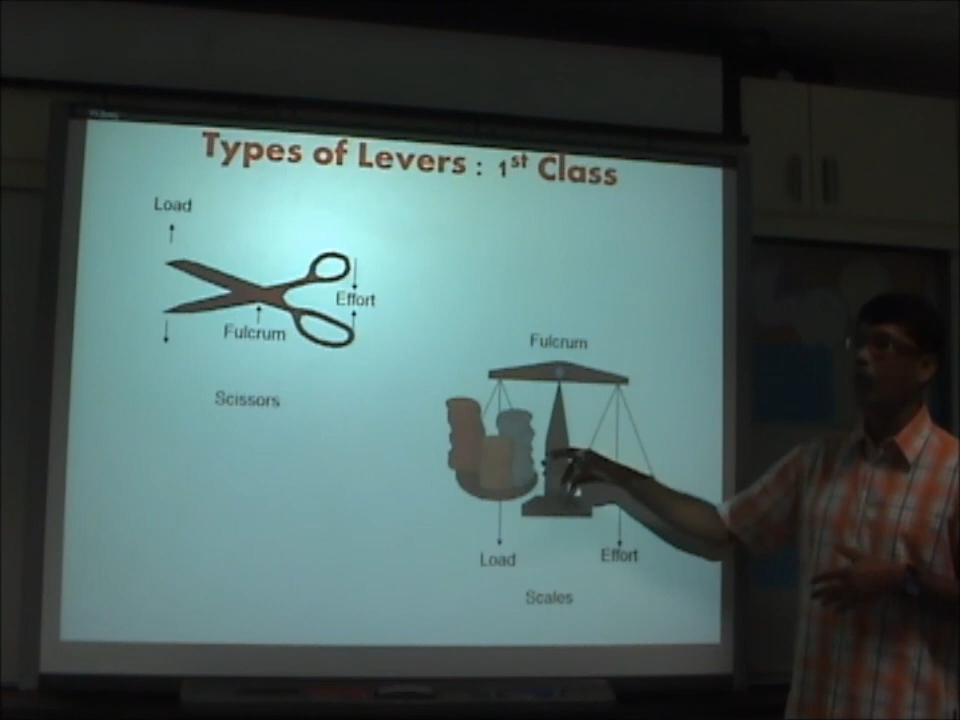 Types of Levers : 1st Class
Load
Effort
Fulcrum
Scissors
Fulcrum
Load
Effort
Scales